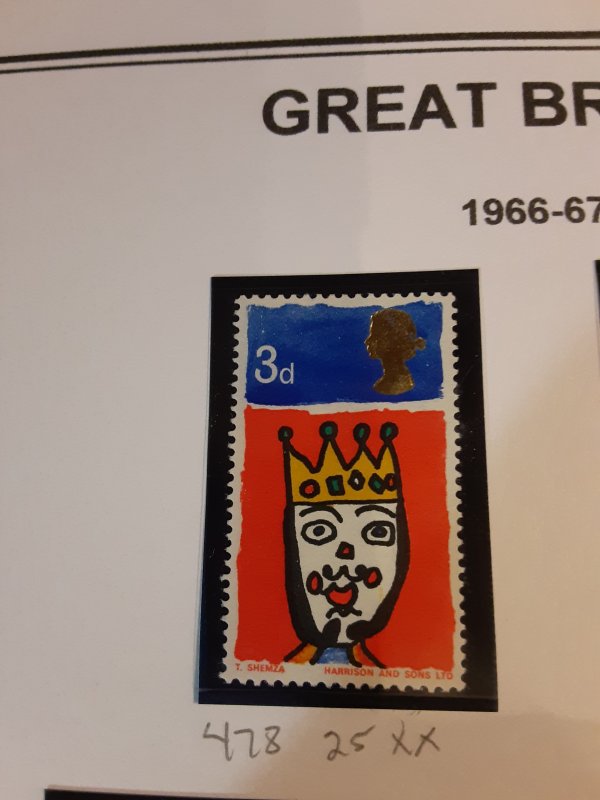 GREAT BR
1966-67
3d
T. SHEMZA HARRISON AND SONS LTD
478 25 XX